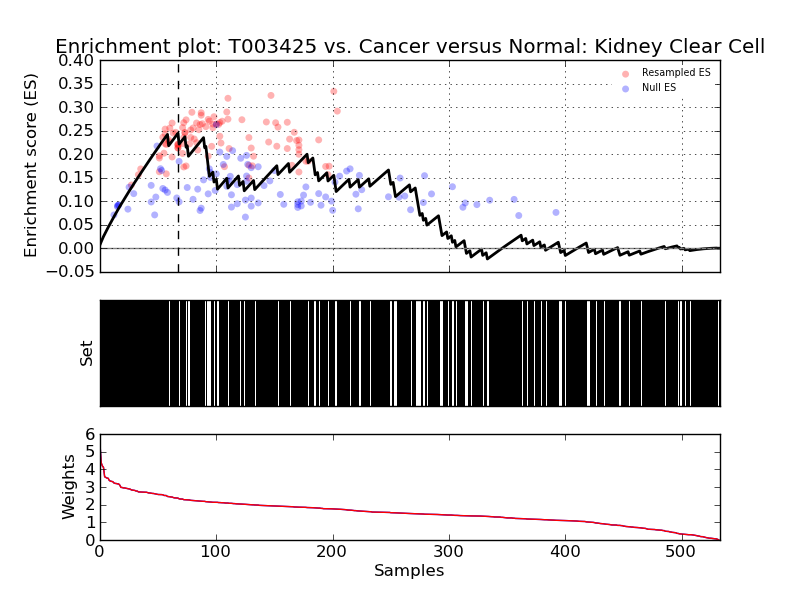 Enrichment plot: T003425 vs. Cancer versus Normal: Kidney Clear Cell
Enrichment score (ES)
0.40
0.35
0.30
0.25
0.20
0.15
0.10
0.05
0.00
−0.05
Resampled ES
Null ES
Set
Weights
6
5
4
3
2
1
0
0 100 200 300 400 500
Samples